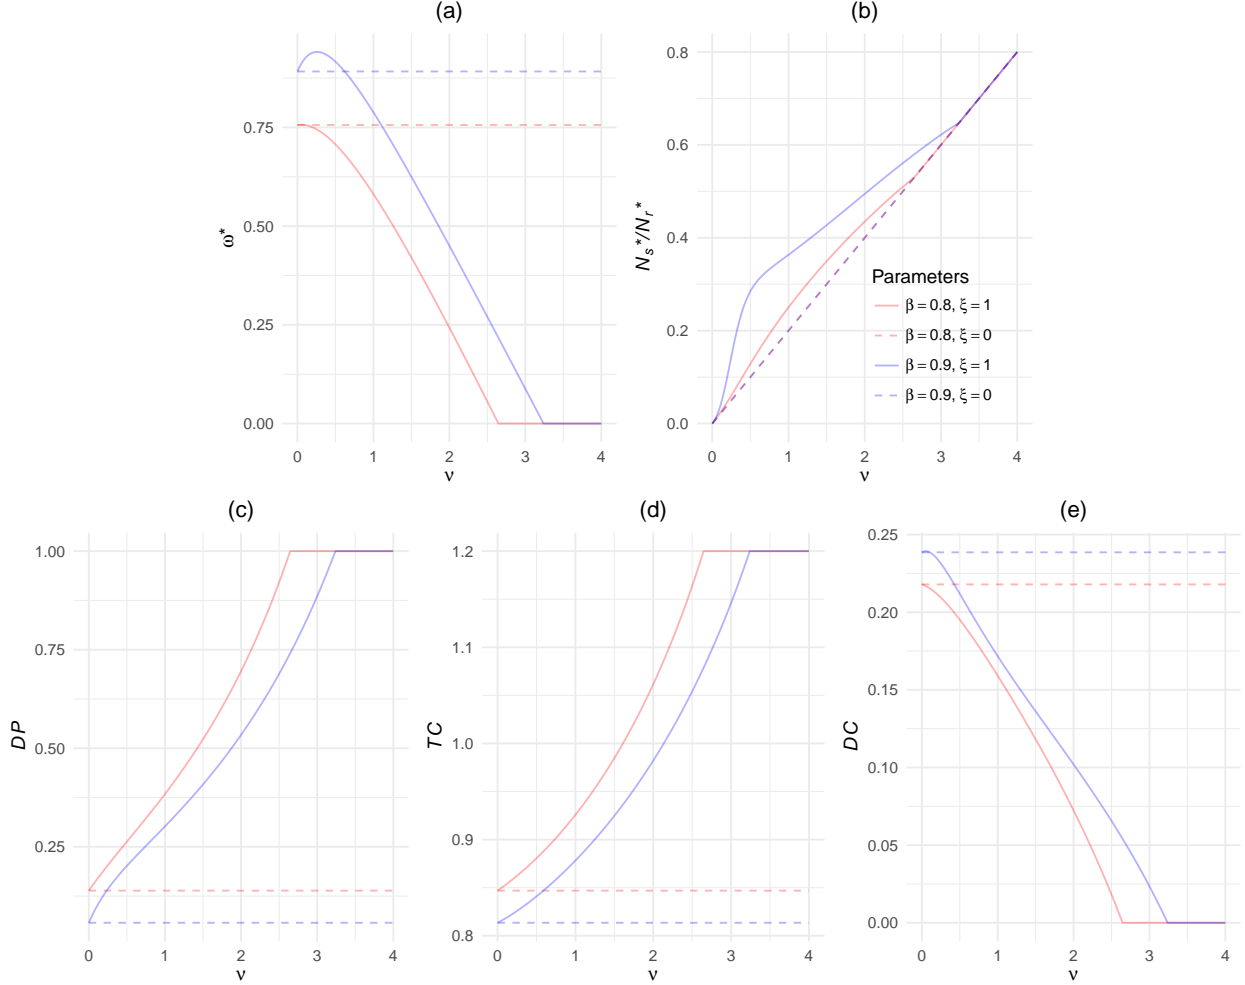 (a)
ω*
0.75
0.50
0.25
0.00
0 1 2 3 4
ν
(b)
N_s*/N_r*
0.8
0.6
0.4
0.2
0.0
0 1 2 3 4
ν
Parameters
β = 0.8, ξ = 1
β = 0.8, ξ = 0
β = 0.9, ξ = 1
β = 0.9, ξ = 0
(c)
DP
1.00
0.75
0.50
0.25
0 1 2 3 4
ν
(d)
TC
1.2
1.1
1.0
0.9
0.8
0 1 2 3 4
ν
(e)
DC
0.25
0.20
0.15
0.10
0.05
0.00
0 1 2 3 4
ν